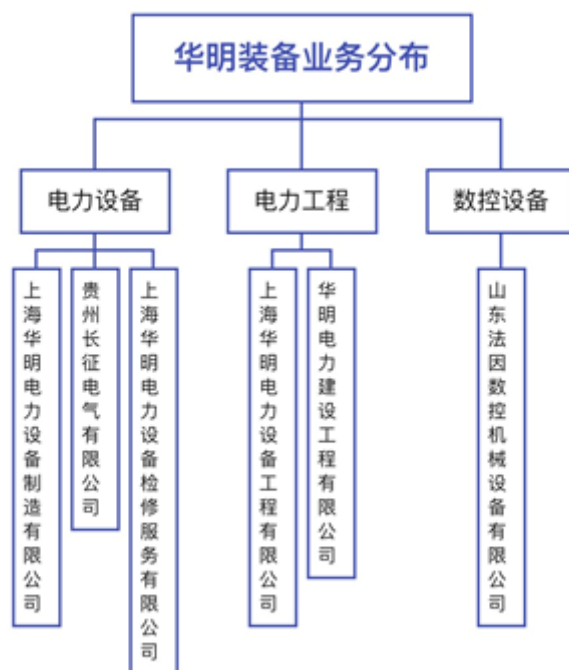 华明装备业务分布
电力设备
电力工程
数控设备
上海华明电力设备制造有限公司
贵州长征电气有限公司
上海华明电力设备检修服务有限公司
上海华明电力设备工程有限公司
华明电力建设工程有限公司
山东法因数控机械设备有限公司